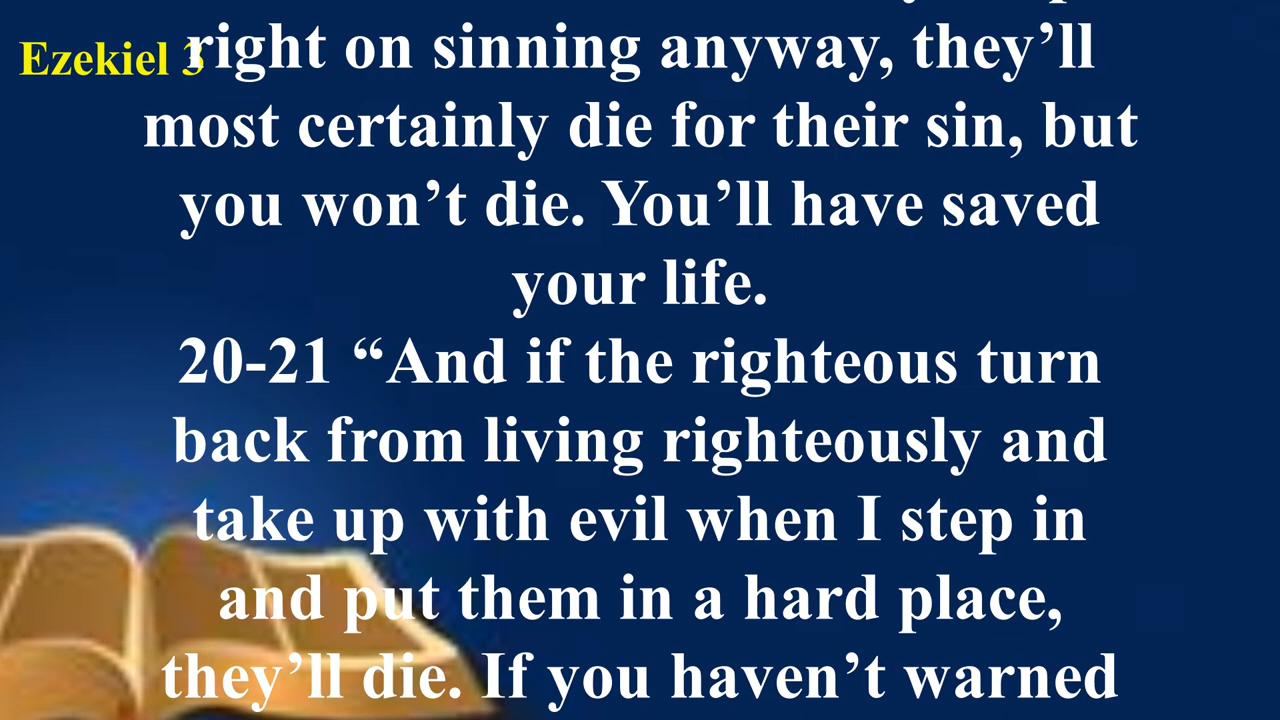 Ezekiel 3
right on sinning anyway, they’ll
most certainly die for their sin, but
you won’t die. You’ll have saved
your life.
20-21 “And if the righteous turn
back from living righteously and
take up with evil when I step in
and put them in a hard place,
they’ll die. If you haven’t warned